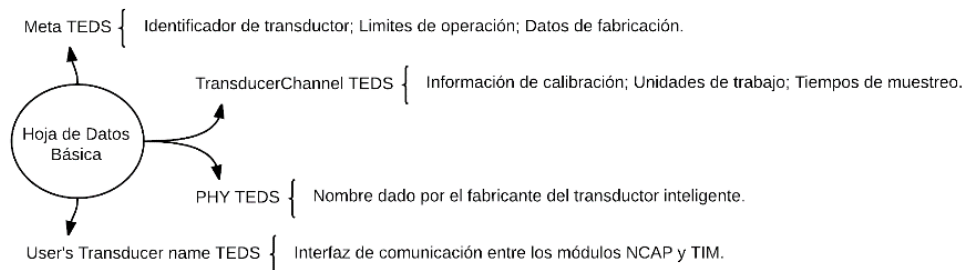 Meta TEDS { Identificador de transductor; Limites de operación; Datos de fabricación.
TransducerChannel TEDS { Información de calibración; Unidades de trabajo; Tiempos de muestreo.
Hoja de Datos
Básica
PHY TEDS { Nombre dado por el fabricante del transductor inteligente.
User's Transducer name TEDS { Interfaz de comunicación entre los módulos NCAP y TIM.